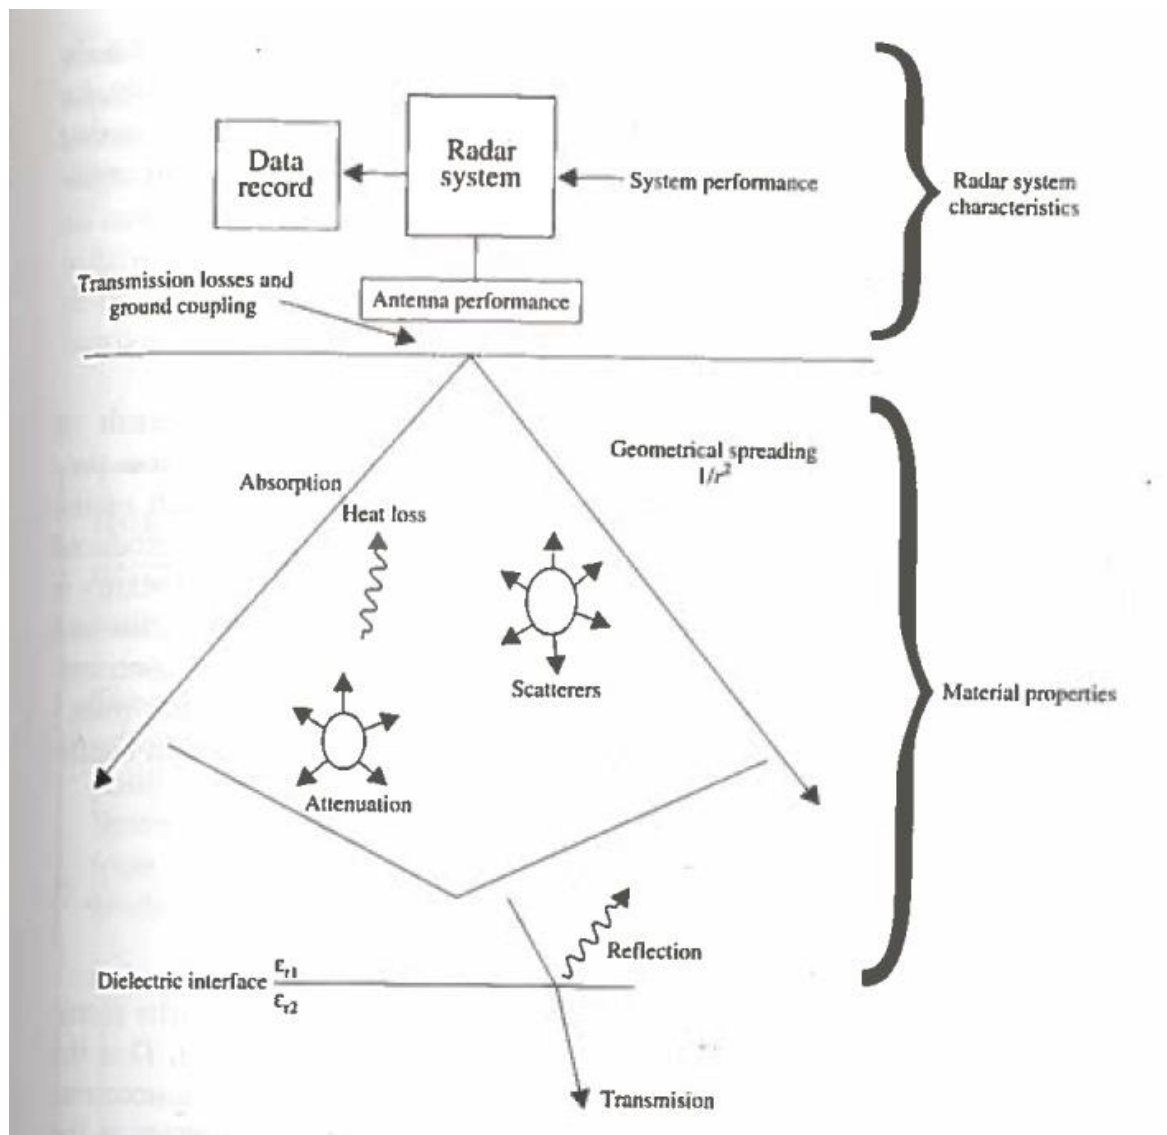 Data
record
Radar
system
System performance
Radar system
characteristics
Transmission losses and
ground coupling
Antenna performance
Geometrical spreading
1/r²
Absorption
Heat loss
Scatterers
Attenuation
Material properties
Reflection
Dielectric interface
εr1
εr2
Transmision